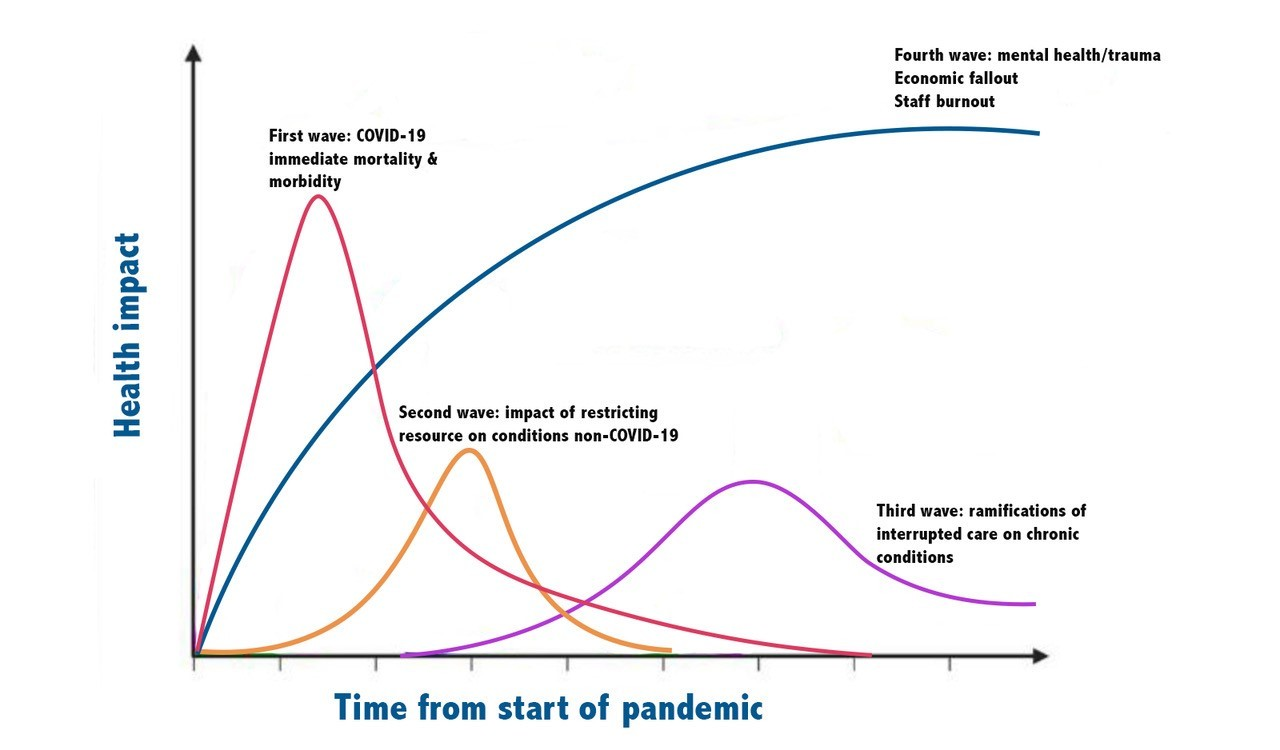 Fourth wave: mental health/trauma
Economic fallout
Staff burnout
First wave: COVID-19
immediate mortality &
morbidity
Health impact
Second wave: impact of restricting
resource on conditions non-COVID-19
Third wave: ramifications of
interrupted care on chronic
conditions
Time from start of pandemic